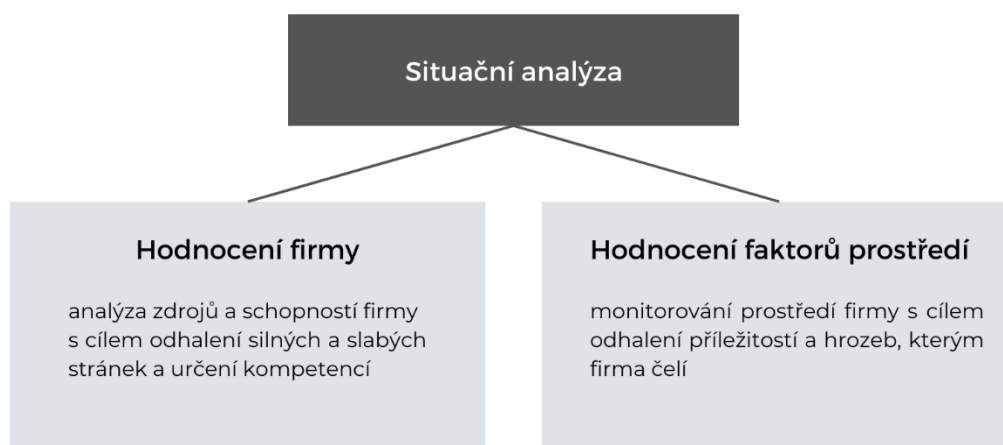 Situační analýza
Hodnocení firmy
analýza zdrojů a schopností firmy
s cílem odhalení silných a slabých
stránek a určení kompetencí
Hodnocení faktorů prostředí
monitorování prostředí firmy s cílem
odhalení příležitostí a hrozeb, kterým
firma čelí